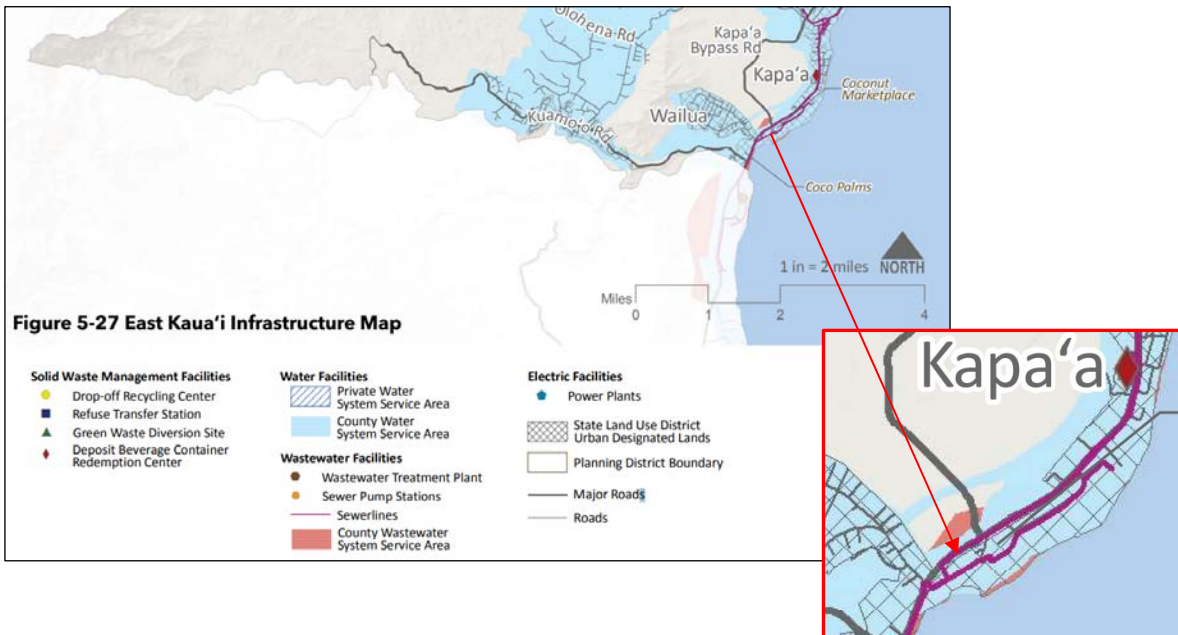 Olohena Rd
Kapa‘a
Bypass Rd
Kapa‘a
Coconut
Marketplace
Wailua
Kuamo‘o Rd
Coco Palms
1 in = 2 miles
NORTH
Miles
0 1 2 4
Figure 5-27 East Kaua‘i Infrastructure Map
Solid Waste Management Facilities
Drop-off Recycling Center
Refuse Transfer Station
Green Waste Diversion Site
Deposit Beverage Container
Redemption Center
Water Facilities
Private Water
System Service Area
County Water
System Service Area
Wastewater Facilities
Wastewater Treatment Plant
Sewer Pump Stations
Sewerlines
County Wastewater
System Service Area
Electric Facilities
Power Plants
State Land Use District
Urban Designated Lands
Planning District Boundary
Major Roads
Roads
Kapa‘a